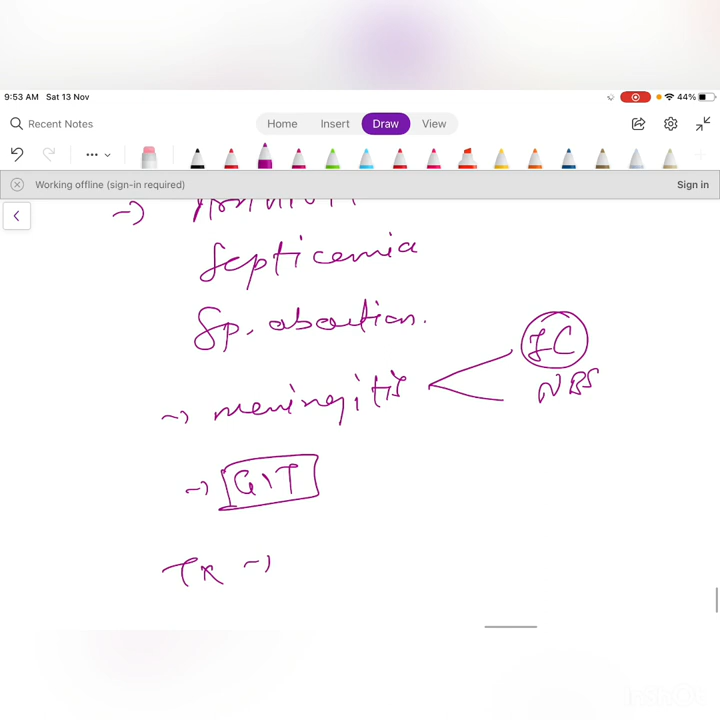 9:53 AM Sat 13 Nov 44%
Recent Notes Home Insert Draw View
Working offline (sign-in required) Sign in
->
Septicemia
Sp. abortion.
IC
-> meningitis
NBS
-> GIT
Tx ->
InShOt